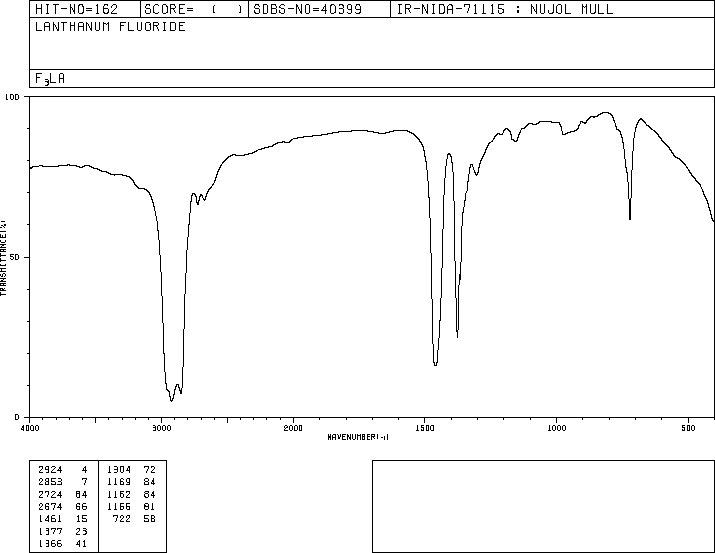 HIT-NO=162 SCORE= ( ) SDBS-NO=40399 IR-NIDA-71115 : NUJOL MULL
LANTHANUM FLUORIDE
F3LA
100
50
0
TRANSMITTANCE(%)
4000 3000 2000 1500 1000 500
WAVENUMBER(-1)
2924 4 1304 72
2853 7 1169 84
2724 64 1162 84
2674 66 1156 81
1461 15 722 58
1377 23
1366 41